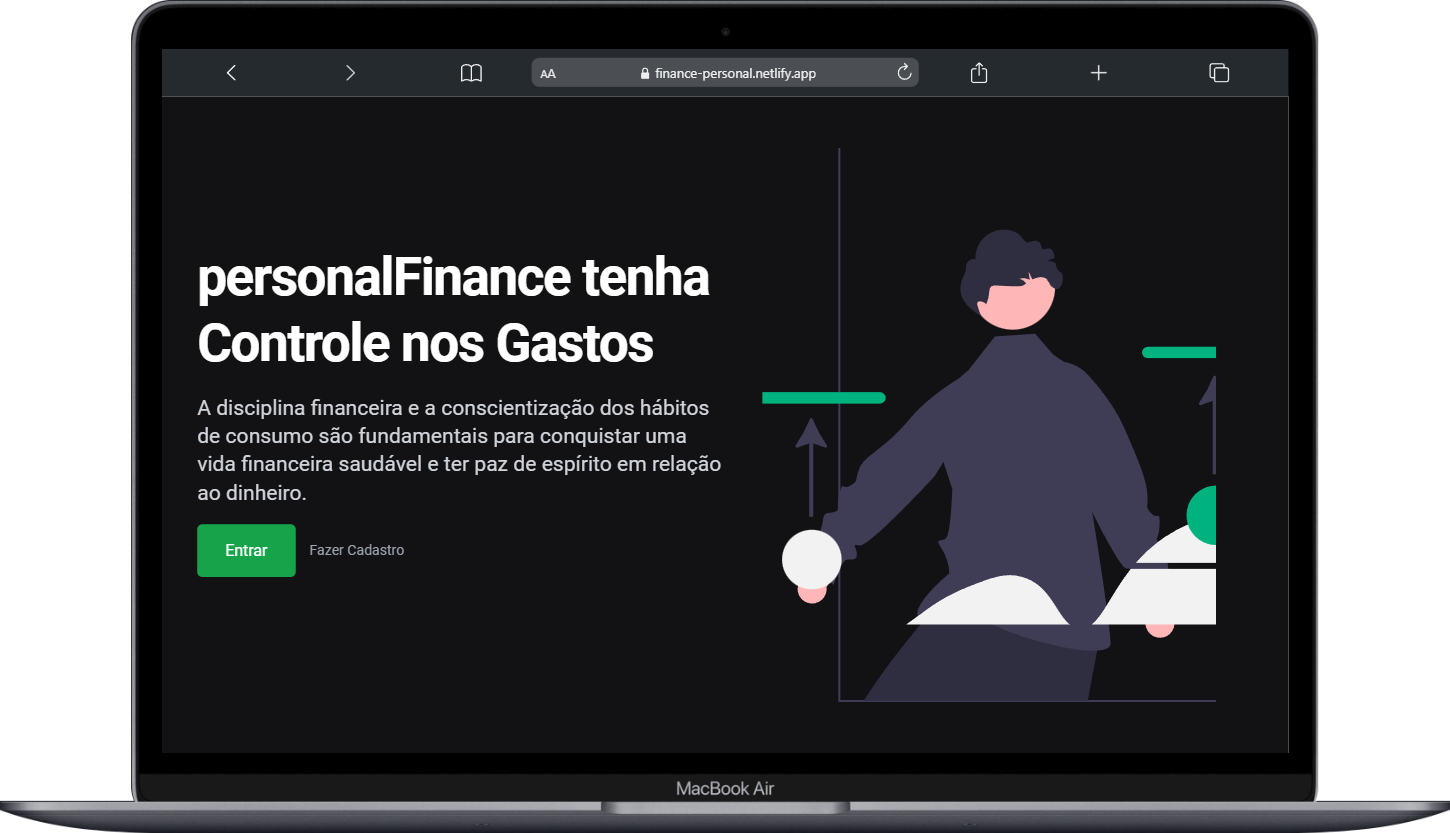 AA
finance-personal.netlify.app
personalFinance tenha
Controle nos Gastos
A disciplina financeira e a conscientização dos hábitos
de consumo são fundamentais para conquistar uma
vida financeira saudável e ter paz de espírito em relação
ao dinheiro.
Entrar
Fazer Cadastro
MacBook Air